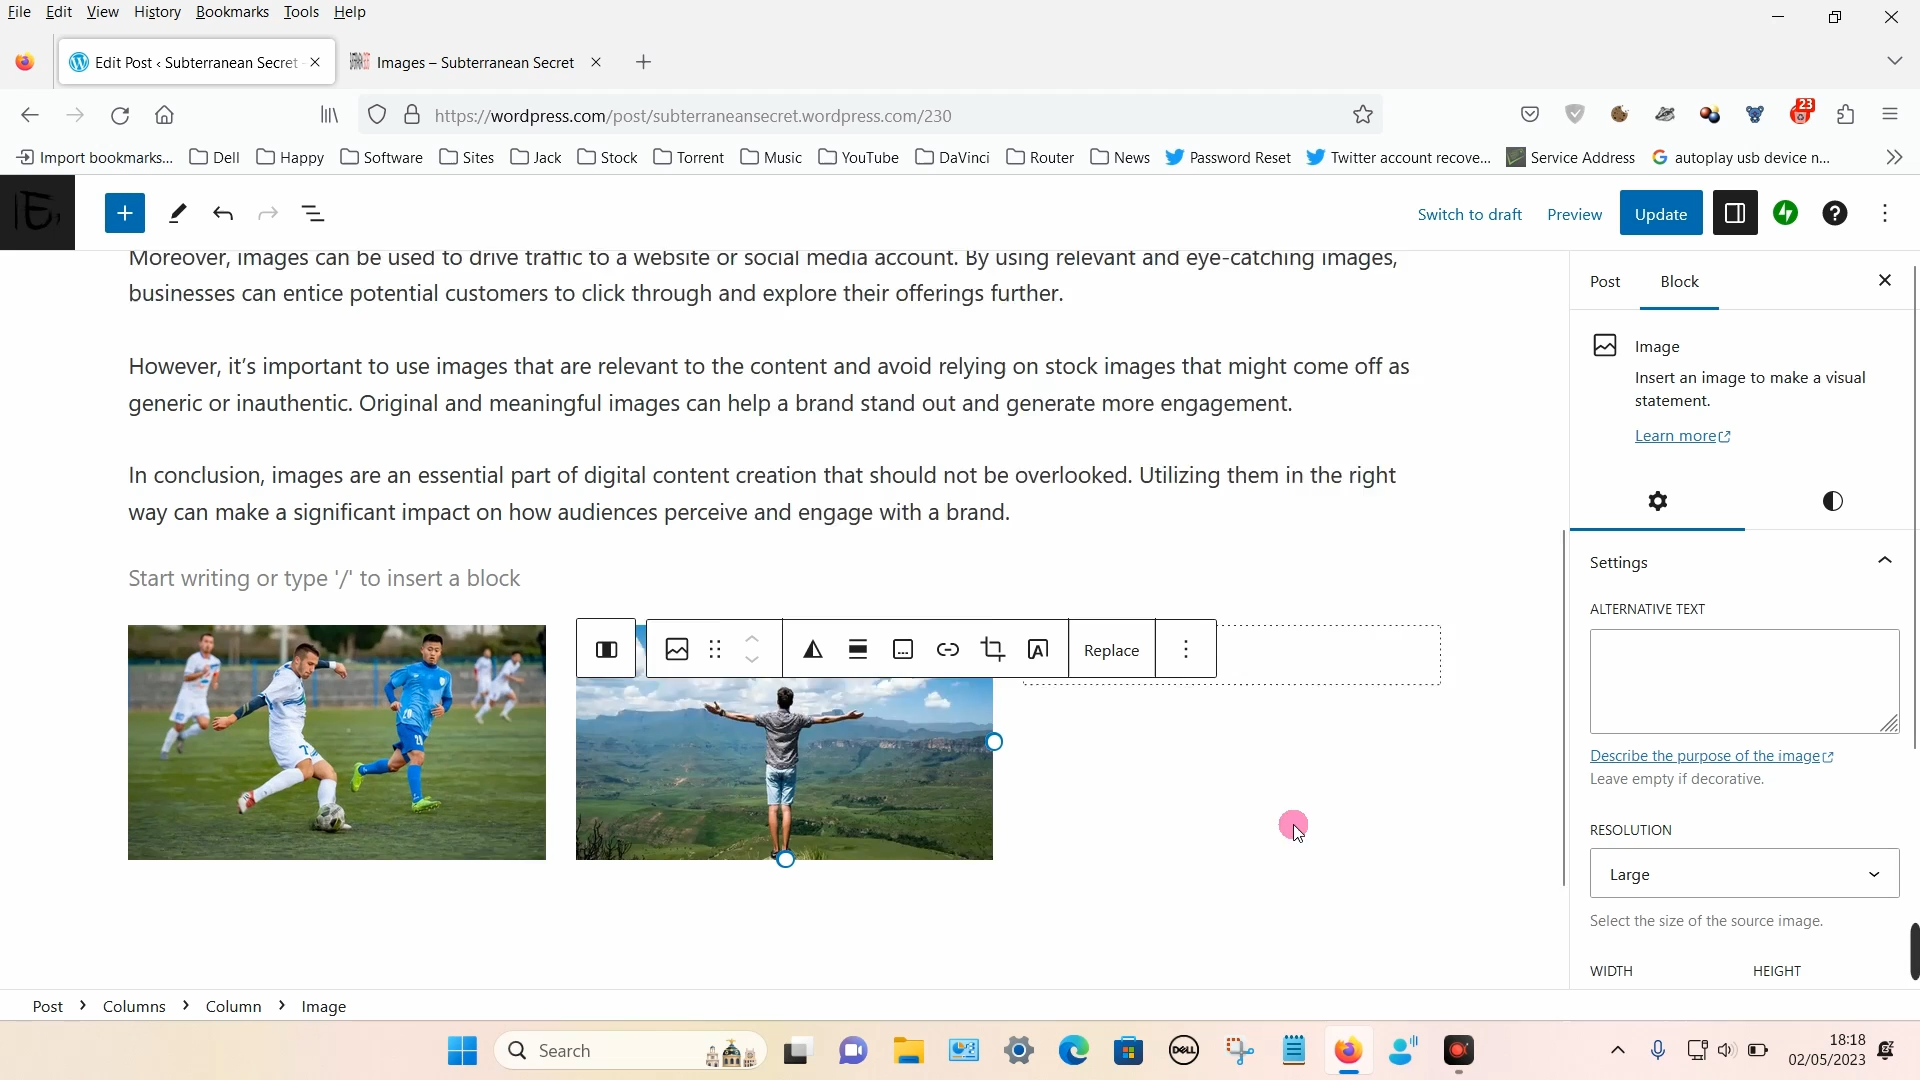 File Edit View History Bookmarks Tools Help
Edit Post ‹ Subterranean Secret
Images – Subterranean Secret
https://wordpress.com/post/subterraneansecret.wordpress.com/230
23
Import bookmarks... Dell Happy Software Sites Jack Stock Torrent Music YouTube DaVinci Router News Password Reset Twitter account recove... Service Address autoplay usb device n...
Switch to draft Preview Update
Moreover, images can be used to drive traffic to a website or social media account. By using relevant and eye-catching images,
businesses can entice potential customers to click through and explore their offerings further.
However, it's important to use images that are relevant to the content and avoid relying on stock images that might come off as
generic or inauthentic. Original and meaningful images can help a brand stand out and generate more engagement.
In conclusion, images are an essential part of digital content creation that should not be overlooked. Utilizing them in the right
way can make a significant impact on how audiences perceive and engage with a brand.
Start writing or type '/' to insert a block
Replace
Post Block
Image
Insert an image to make a visual
statement.
Learn more
Settings
ALTERNATIVE TEXT
Describe the purpose of the image
Leave empty if decorative.
RESOLUTION
Large
Select the size of the source image.
WIDTH HEIGHT
Post Columns Column Image
Search
DELL
18:18
02/05/2023